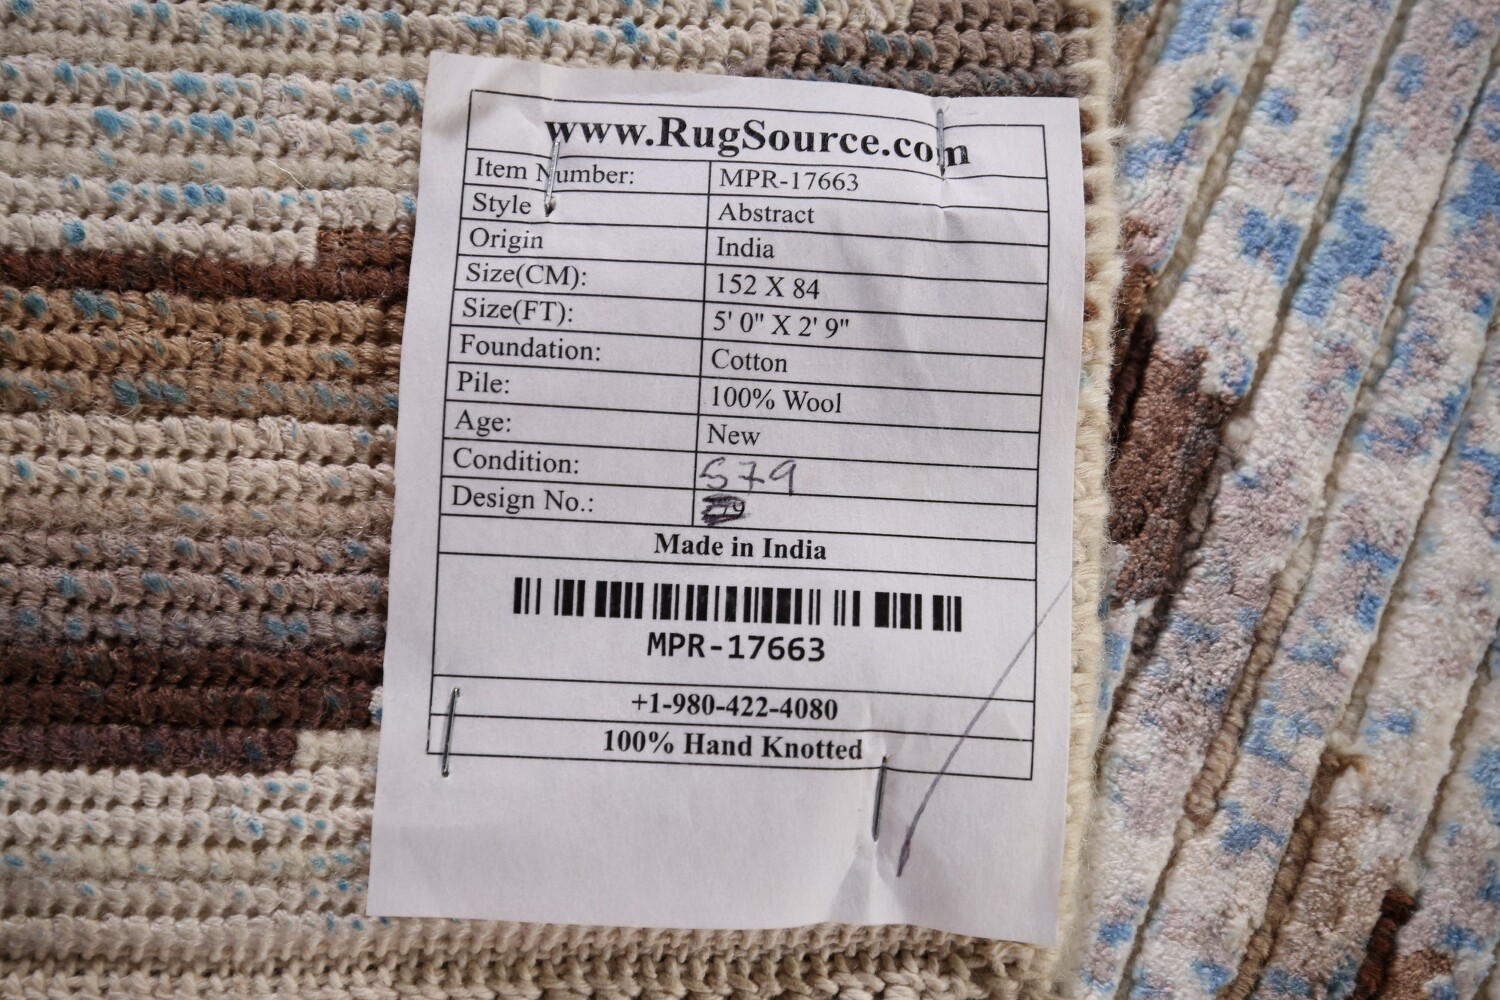 www.RugSource.com
Item Number: MPR-17663
Style Abstract
Origin India
Size(CM): 152 X 84
Size(FT): 5' 0" X 2' 9"
Foundation: Cotton
Pile: 100% Wool
Age: New
Condition: 579
Design No.:
Made in India
MPR-17663
+1-980-422-4080
100% Hand Knotted